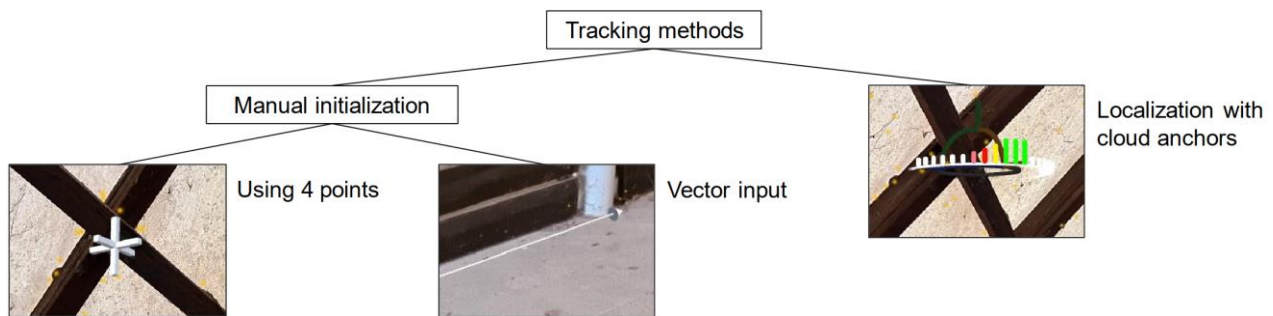 Tracking methods
Manual initialization
Localization with
cloud anchors
Using 4 points
Vector input